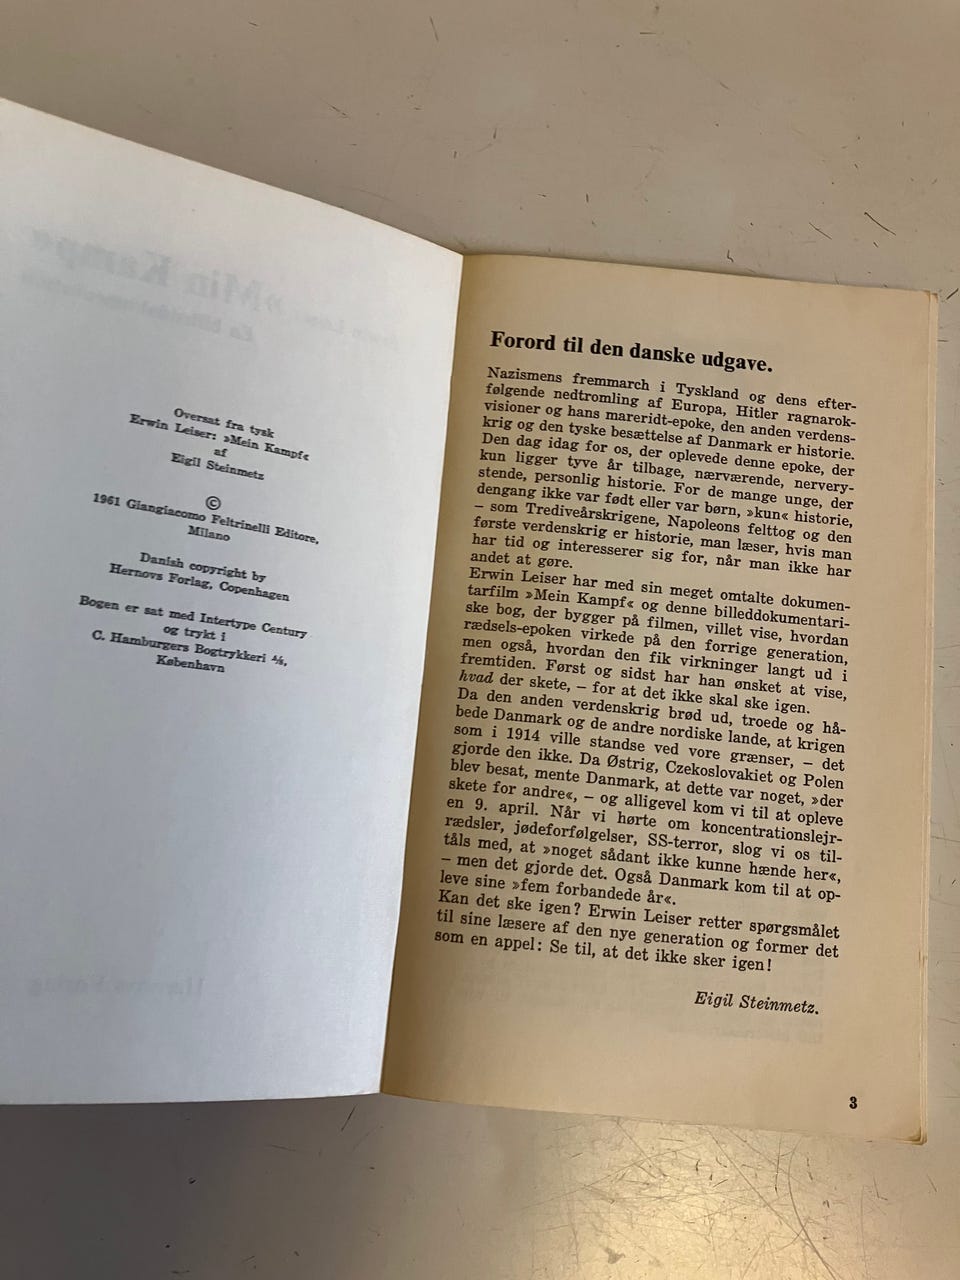 Oversat fra tysk
Erwin Leiser: »Mein Kampf«
af
Eigil Steinmetz
©
1961 Giangiacomo Feltrinelli Editore,
Milano
Danish copyright by
Hernovs Forlag, Copenhagen
Bogen er sat med Intertype Century
og trykt i
C. Hamburgers Bogtrykkeri A/S,
København
Forord til den danske udgave.
Nazismens fremmarch i Tyskland og dens efter-
følgende nedtromling af Europa, Hitler ragnarok-
visioner og hans mareridt-epoke, den anden verdens-
krig og den tyske besættelse af Danmark er historie.
Den dag idag for os, der oplevede denne epoke, der
kun ligger tyve år tilbage, nærværende, nervery-
stende, personlig historie. For de mange unge, der
dengang ikke var født eller var børn, »kun« historie,
– som Trediveårskrigene, Napoleons felttog og den
første verdenskrig er historie, man læser, hvis man
har tid og interesserer sig for, når man ikke har
andet at gøre.
Erwin Leiser har med sin meget omtalte dokumen-
tarfilm »Mein Kampf« og denne billeddokumentari-
ske bog, der bygger på filmen, villet vise, hvordan
rædsels-epoken virkede på den forrige generation,
men også, hvordan den fik virkninger langt ud i
fremtiden. Først og sidst har han ønsket at vise,
hvad der skete, – for at det ikke skal ske igen.
Da den anden verdenskrig brød ud, troede og hå-
bede Danmark og de andre nordiske lande, at krigen
som i 1914 ville standse ved vore grænser, – det
gjorde den ikke. Da Østrig, Czekoslovakiet og Polen
blev besat, mente Danmark, at dette var noget, »der
skete for andre«, – og alligevel kom vi til at opleve
en 9. april. Når vi hørte om koncentrationslejr-
rædsler, jødeforfølgelser, SS-terror, slog vi os til-
tåls med, at »noget sådant ikke kunne hænde her«,
– men det gjorde det. Også Danmark kom til at op-
leve sine »fem forbandede år«.
Kan det ske igen? Erwin Leiser retter spørgsmålet
til sine læsere af den nye generation og former det
som en appel: Se til, at det ikke sker igen!
Eigil Steinmetz.
3